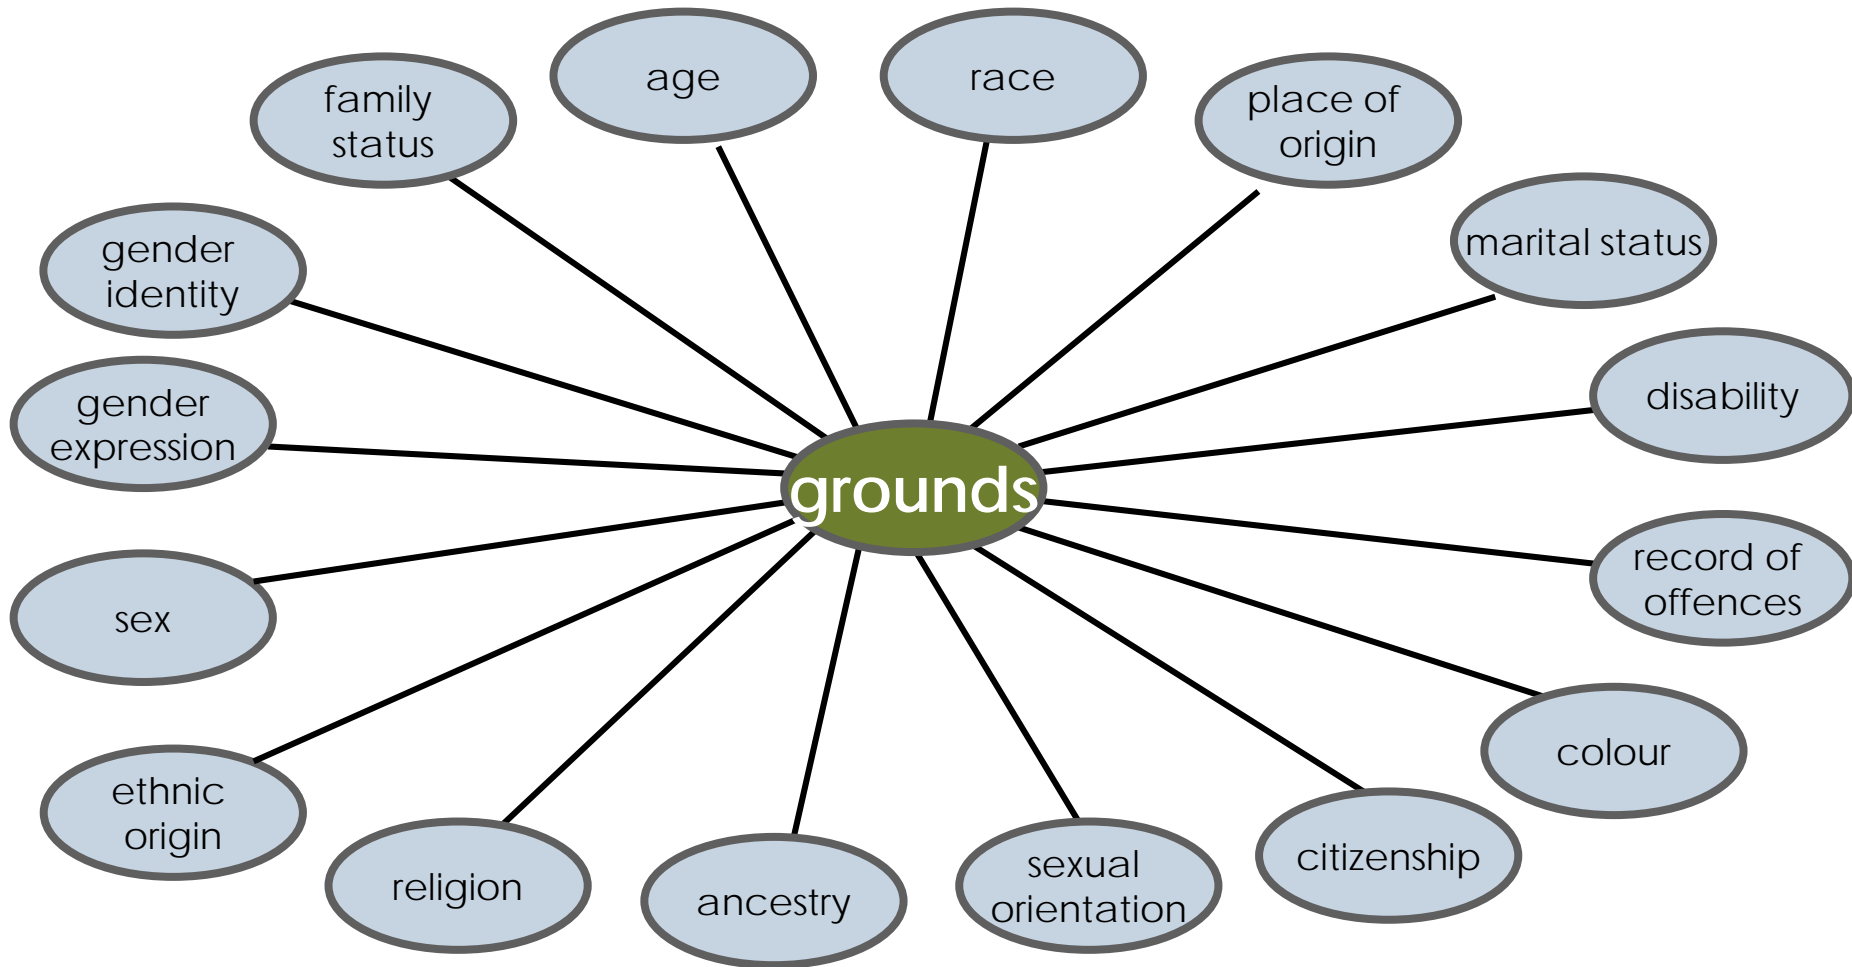 age
race
family
status
place of
origin
marital status
gender
identity
disability
gender
expression
grounds
record of
offences
sex
colour
ethnic
origin
citizenship
religion
ancestry
sexual
orientation